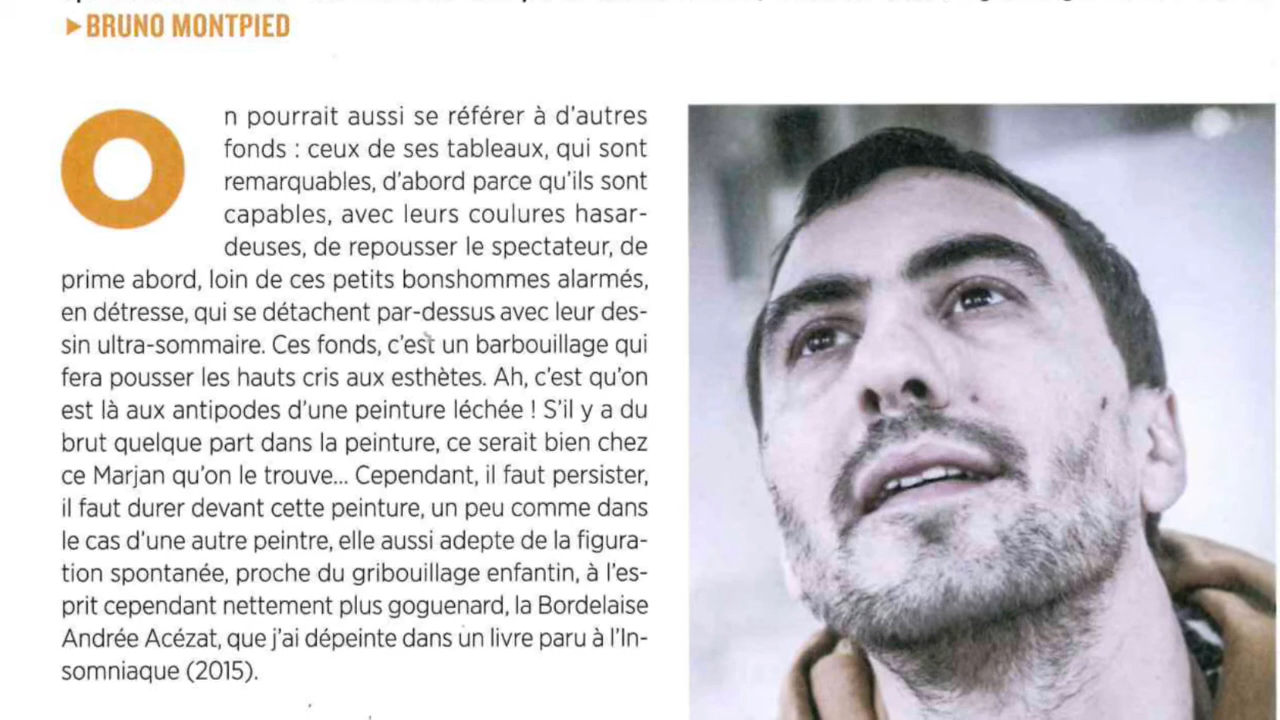 ▶BRUNO MONTPIED
On pourrait aussi se référer à d'autres
fonds : ceux de ses tableaux, qui sont
remarquables, d'abord parce qu'ils sont
capables, avec leurs coulures hasar-
deuses, de repousser le spectateur, de
prime abord, loin de ces petits bonshommes alarmés,
en détresse, qui se détachent par-dessus avec leur des-
sin ultra-sommaire. Ces fonds, c'est un barbouillage qui
fera pousser les hauts cris aux esthètes. Ah, c'est qu'on
est là aux antipodes d'une peinture léchée ! S'il y a du
brut quelque part dans la peinture, ce serait bien chez
ce Marjan qu'on le trouve... Cependant, il faut persister,
il faut durer devant cette peinture, un peu comme dans
le cas d'une autre peintre, elle aussi adepte de la figura-
tion spontanée, proche du gribouillage enfantin, à l'es-
prit cependant nettement plus goguenard, la Bordelaise
Andrée Acézat, que j'ai dépeinte dans un livre paru à l'In-
somniaque (2015).